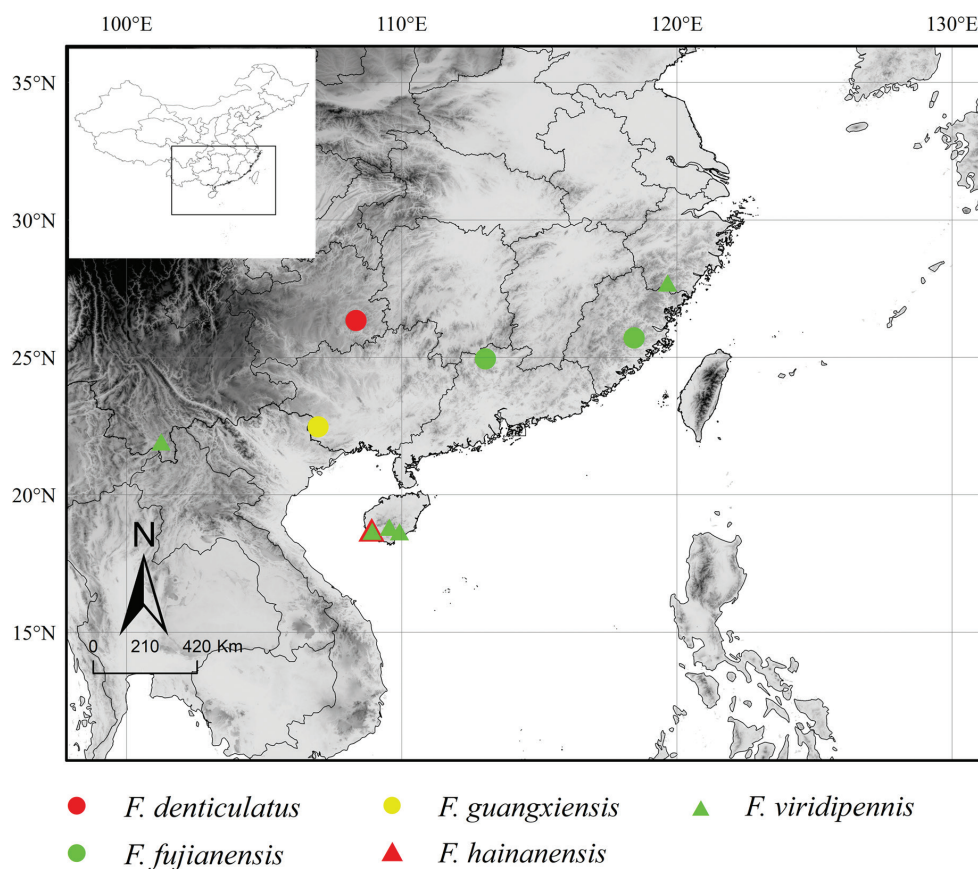 100°E 110°E 120°E 130°E
35°N
30°N
25°N
20°N
N
15°N
0 210 420 Km
F. denticulatus F. guangxiensis F. viridipennis
F. fujianensis F. hainanensis